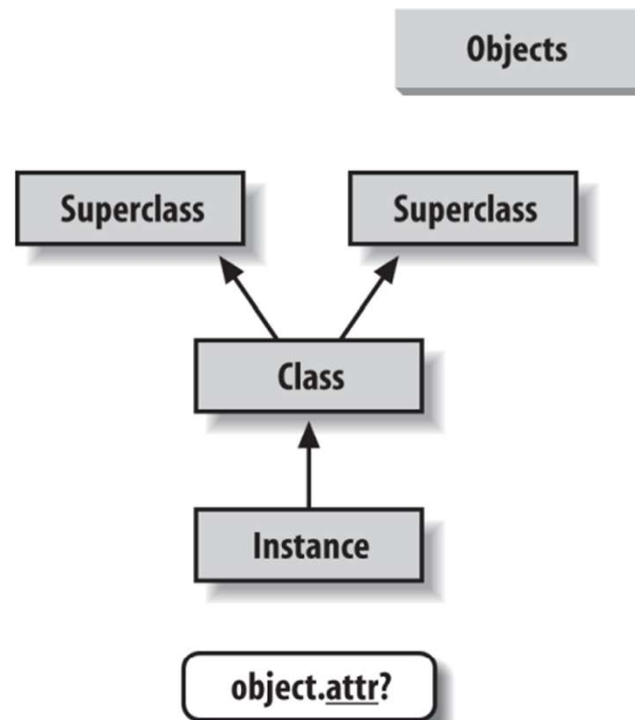 Objects
Superclass
Superclass
Class
Instance
object.attr?